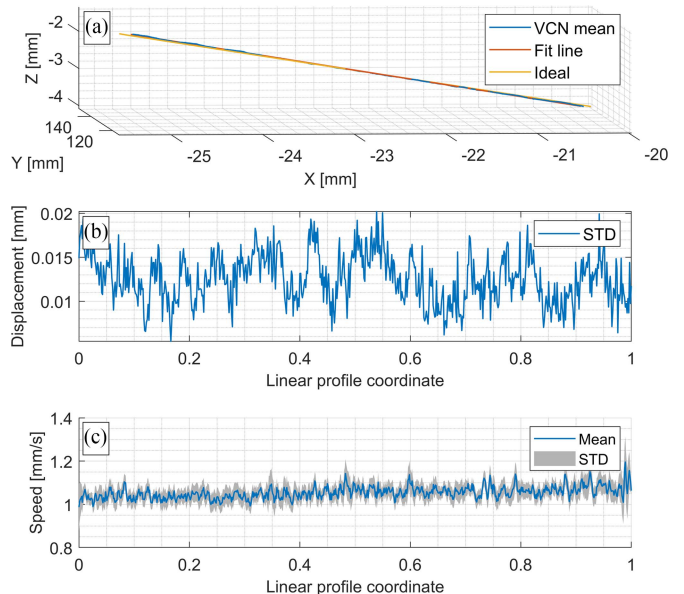 (a)
VCN mean
Fit line
Ideal
Z [mm]
-2
-3
-4
140
120
Y [mm]
-25
-24
-23
-22
-21
-20
X [mm]
(b)
STD
Displacement [mm]
0.02
0.015
0.01
0
0.2
0.4
0.6
0.8
1
Linear profile coordinate
(c)
Mean
STD
Speed [mm/s]
1.4
1.2
1
0.8
0
0.2
0.4
0.6
0.8
1
Linear profile coordinate